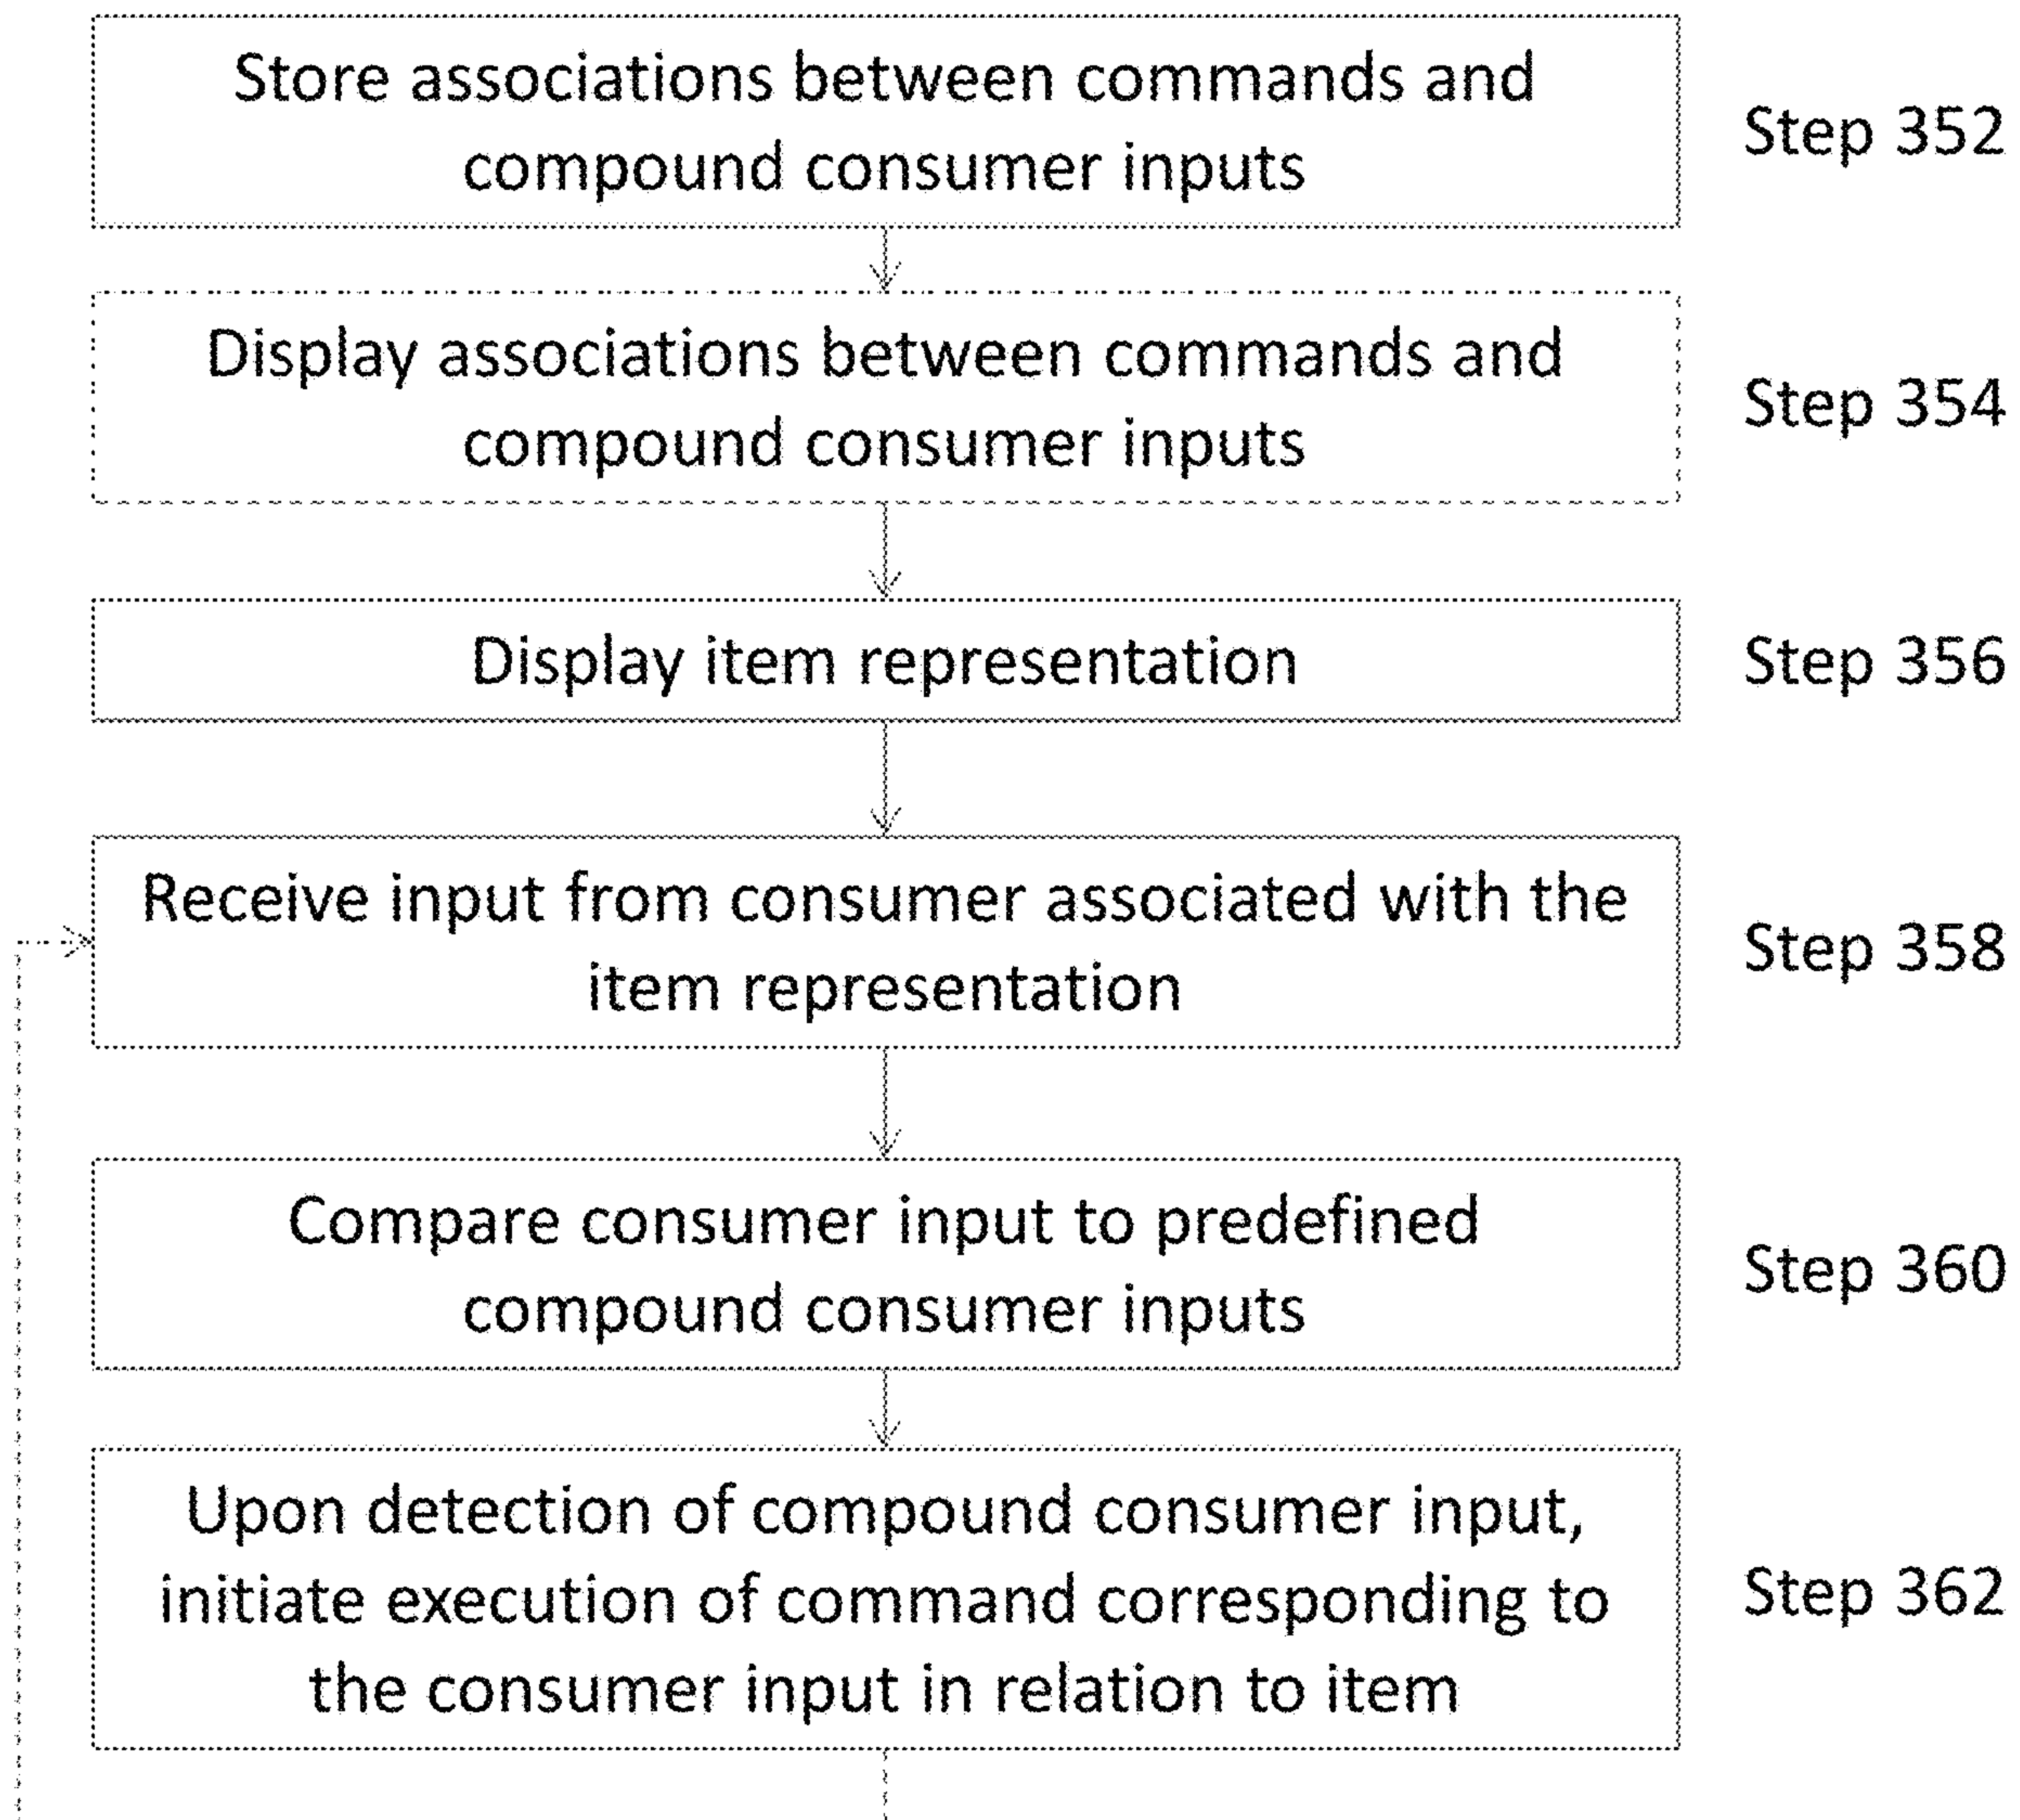 Store associations between commands and
compound consumer inputs
Step 352
Display associations between commands and
compound consumer inputs
Step 354
Display item representation
Step 356
Receive input from consumer associated with the
item representation
Step 358
Compare consumer input to predefined
compound consumer inputs
Step 360
Upon detection of compound consumer input,
initiate execution of command corresponding to
the consumer input in relation to item
Step 362